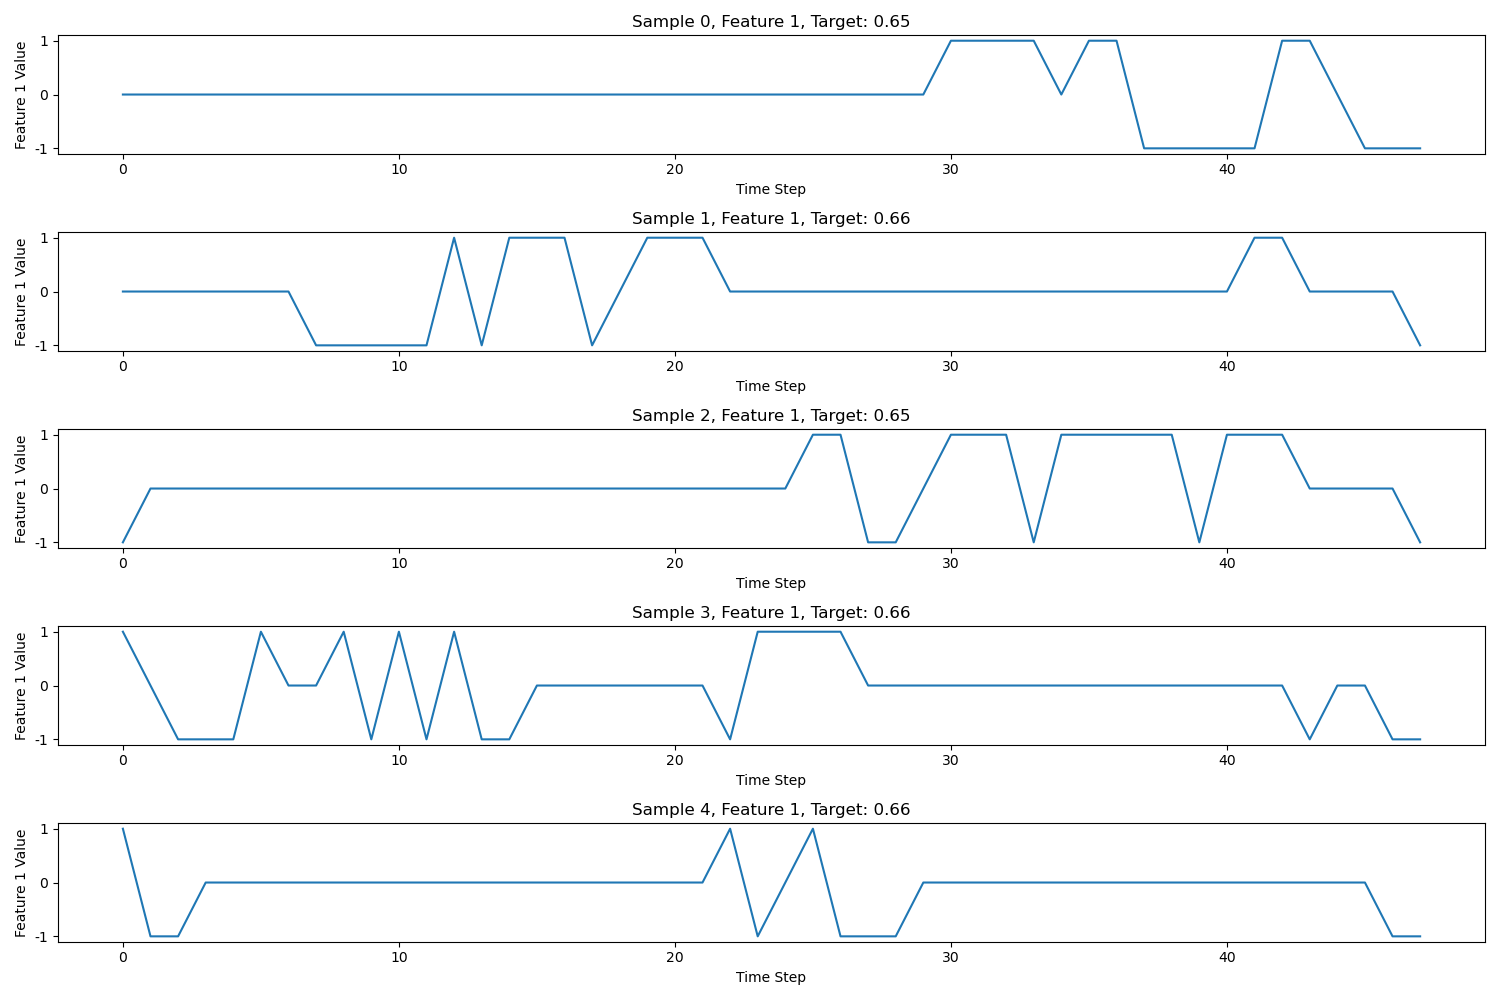 Sample 0, Feature 1, Target: 0.65
Feature 1 Value
1
0
-1
0 10 20 30 40
Time Step
Sample 1, Feature 1, Target: 0.66
Feature 1 Value
1
0
-1
0 10 20 30 40
Time Step
Sample 2, Feature 1, Target: 0.65
Feature 1 Value
1
0
-1
0 10 20 30 40
Time Step
Sample 3, Feature 1, Target: 0.66
Feature 1 Value
1
0
-1
0 10 20 30 40
Time Step
Sample 4, Feature 1, Target: 0.66
Feature 1 Value
1
0
-1
0 10 20 30 40
Time Step